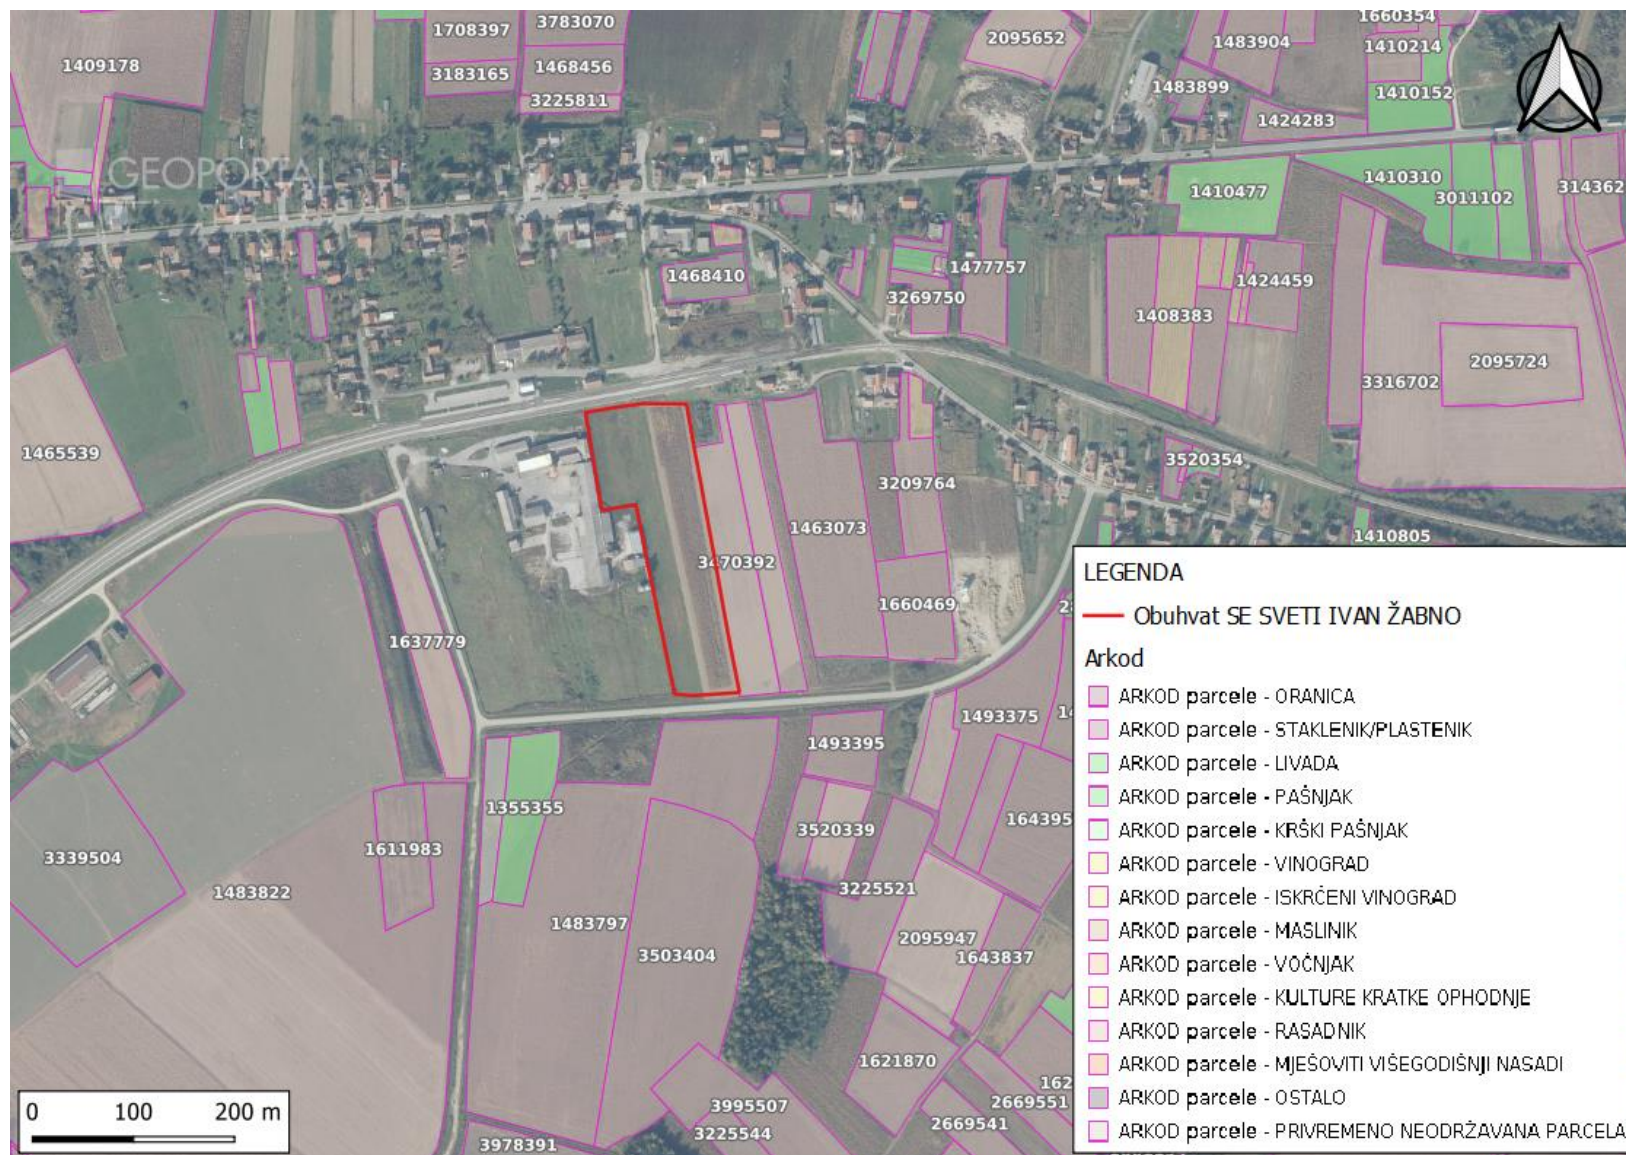 1660354
1708397
3783070
2095652
1483904
1410214
1409178
3183165
1468456
1483899
1410152
3225811
1424283
GEOPORTAL
1410477
1410310
3011102
314362
1468410
1477757
3269750
1424459
1408383
2095724
3316702
1465539
3520354
3209764
1463073
1410805
3470392
1660469
1637779
1493375
1493395
1355355
3520339
164395
3339504
1611983
1483822
3225521
1483797
2095947
3503404
1643837
1621870
162
3995507
2669551
3225544
2669541
3978391
0 100 200 m
LEGENDA
Obuhvat SE SVETI IVAN ŽABNO
Arkod
ARKOD parcele - ORANICA
ARKOD parcele - STAKLENIK/PLASTENIK
ARKOD parcele - LIVADA
ARKOD parcele - PAŠNJAK
ARKOD parcele - KRŠKI PAŠNJAK
ARKOD parcele - VINOGRAD
ARKOD parcele - ISKRČENI VINOGRAD
ARKOD parcele - MASLINIK
ARKOD parcele - VOĆNJAK
ARKOD parcele - KULTURE KRATKE OPHODNJE
ARKOD parcele - RASADNIK
ARKOD parcele - MJEŠOVITI VIŠEGODIŠNJI NASADI
ARKOD parcele - OSTALO
ARKOD parcele - PRIVREMENO NEODRŽAVANA PARCELA